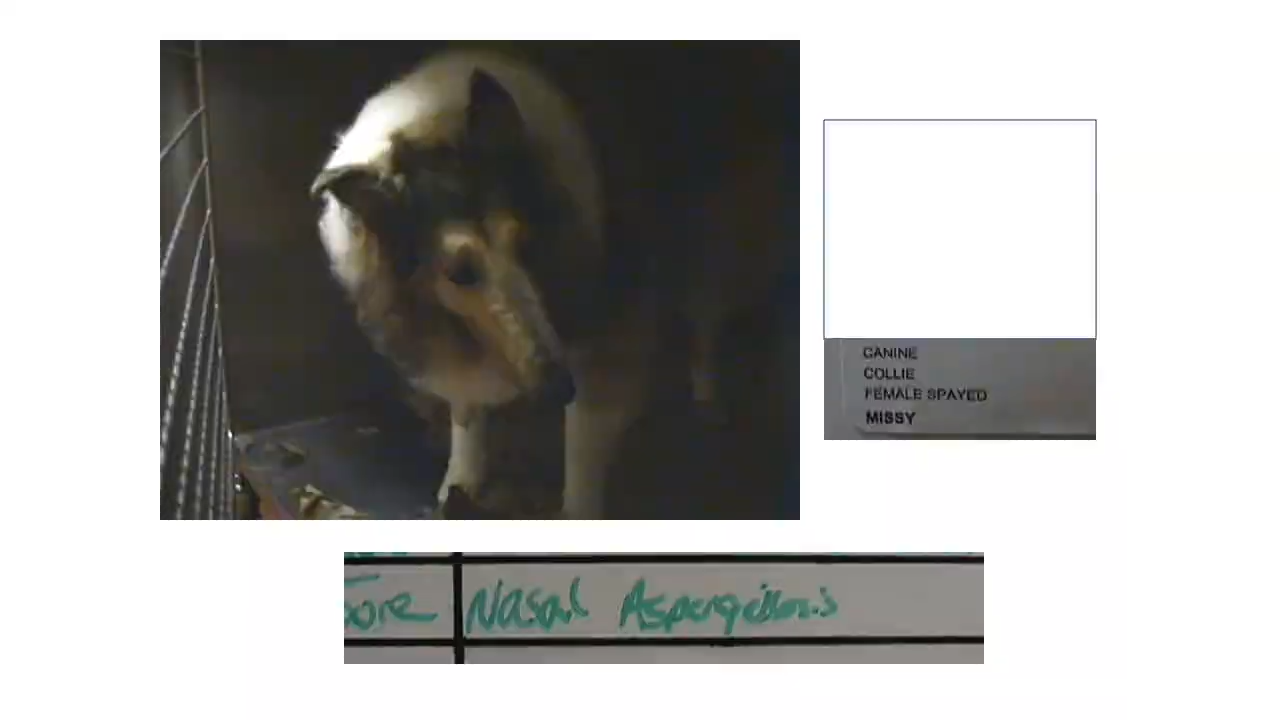 CANINE
COLLIE
FEMALE SPAYED
MISSY
Nasal Aspergillosis